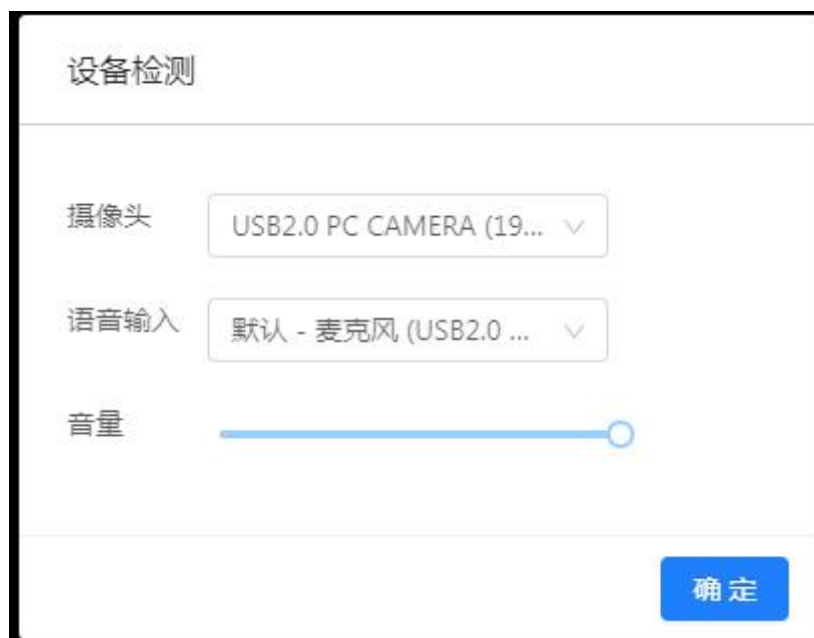 设备检测
摄像头 USB2.0 PC CAMERA (19...
语音输入 默认 - 麦克风 (USB2.0 ...
音量
确 定